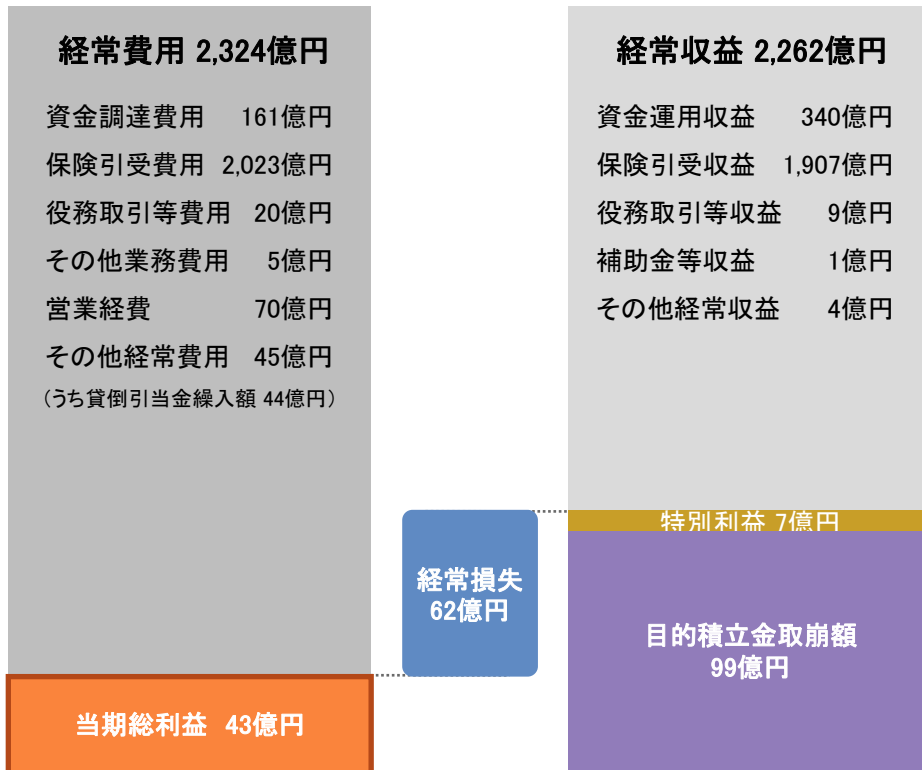 経常費用 2,324億円
資金調達費用 161億円
保険引受費用 2,023億円
役務取引等費用 20億円
その他業務費用 5億円
営業経費 70億円
その他経常費用 45億円
（うち貸倒引当金繰入額 44億円）
当期総利益 43億円
経常損失
62億円
経常収益 2,262億円
資金運用収益 340億円
保険引受収益 1,907億円
役務取引等収益 9億円
補助金等収益 1億円
その他経常収益 4億円
特別利益 7億円
目的積立金取崩額
99億円